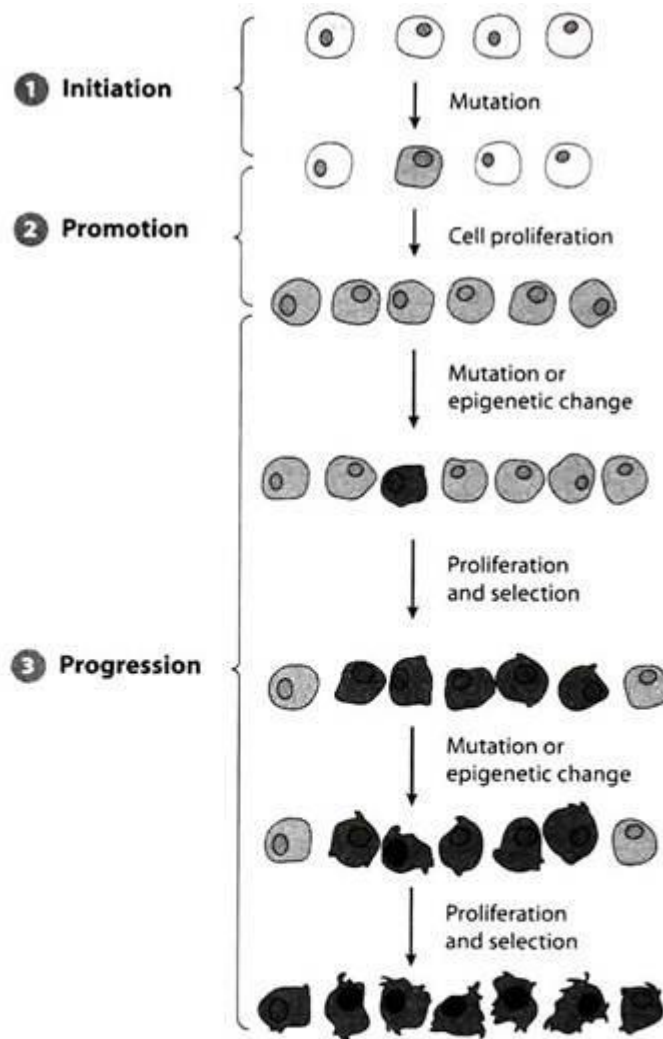 1 Initiation
Mutation
2 Promotion
Cell proliferation
Mutation or
epigenetic change
Proliferation
and selection
3 Progression
Mutation or
epigenetic change
Proliferation
and selection